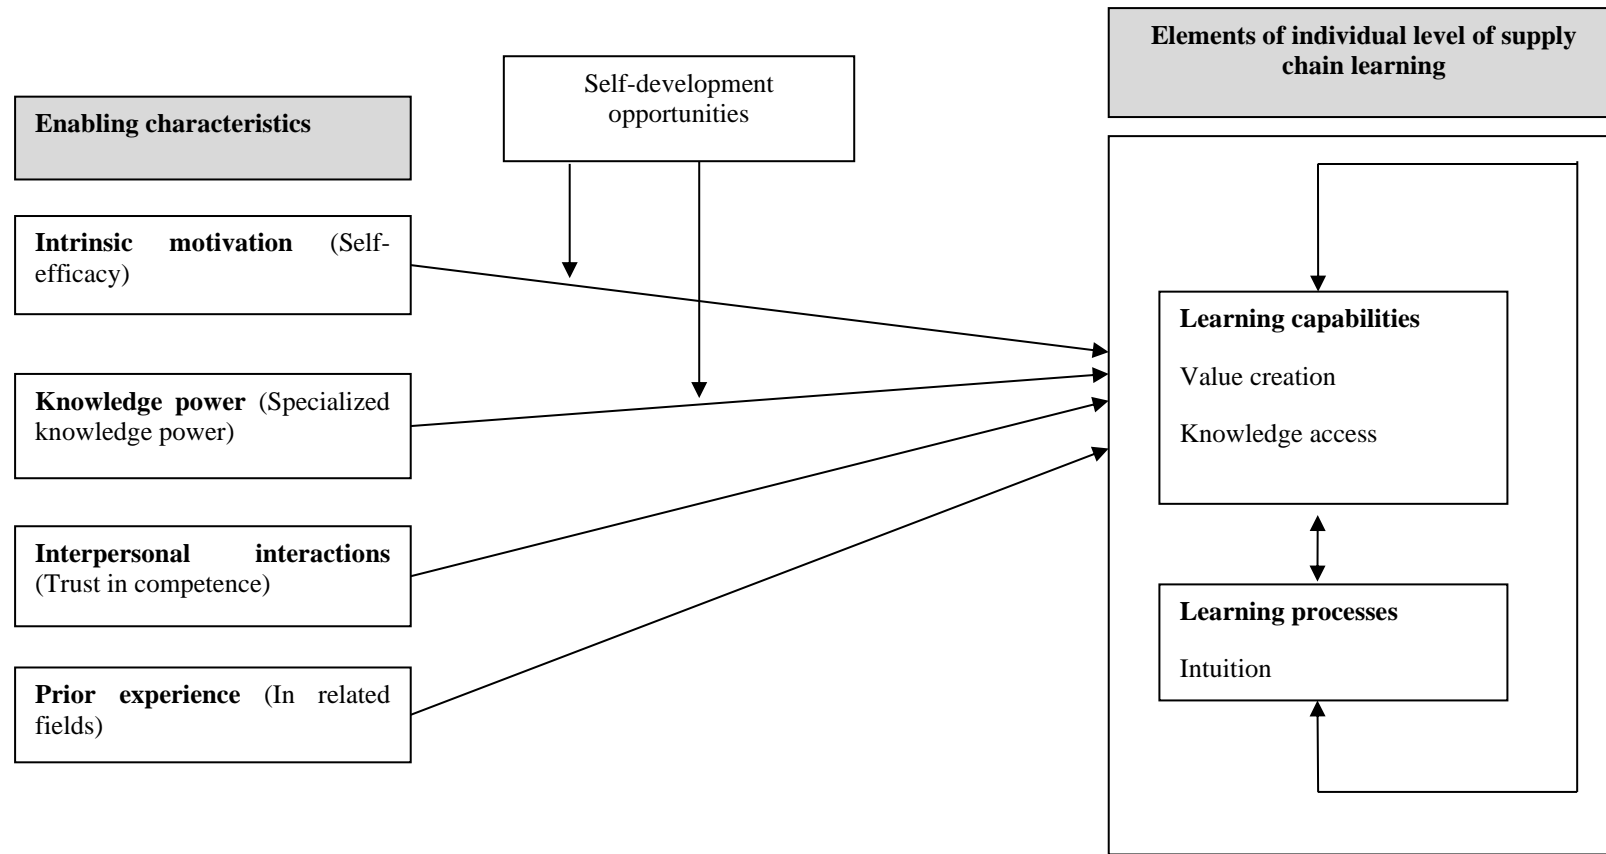 Elements of individual level of supply
chain learning
Self-development
opportunities
Enabling characteristics
Intrinsic motivation (Self-
efficacy)
Knowledge power (Specialized
knowledge power)
Interpersonal interactions
(Trust in competence)
Prior experience (In related
fields)
Learning capabilities
Value creation
Knowledge access
Learning processes
Intuition